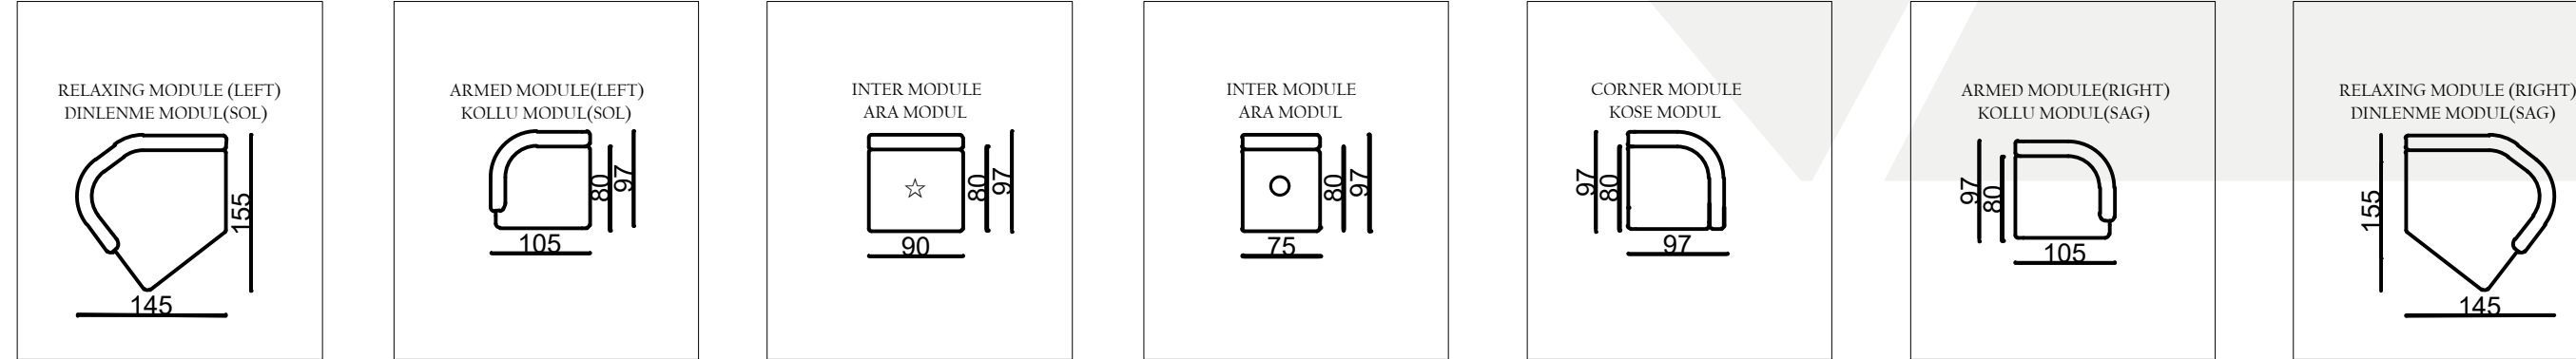 RELAXING MODULE (LEFT)
DINLENME MODUL(SOL)
155
145
ARMED MODULE(LEFT)
KOLLU MODUL(SOL)
80
97
105
INTER MODULE
ARA MODUL
80
97
90
INTER MODULE
ARA MODUL
80
97
75
CORNER MODULE
KOSE MODUL
97
80
97
ARMED MODULE(RIGHT)
KOLLU MODUL(SAG)
97
80
105
RELAXING MODULE (RIGHT)
DINLENME MODUL(SAG)
155
145